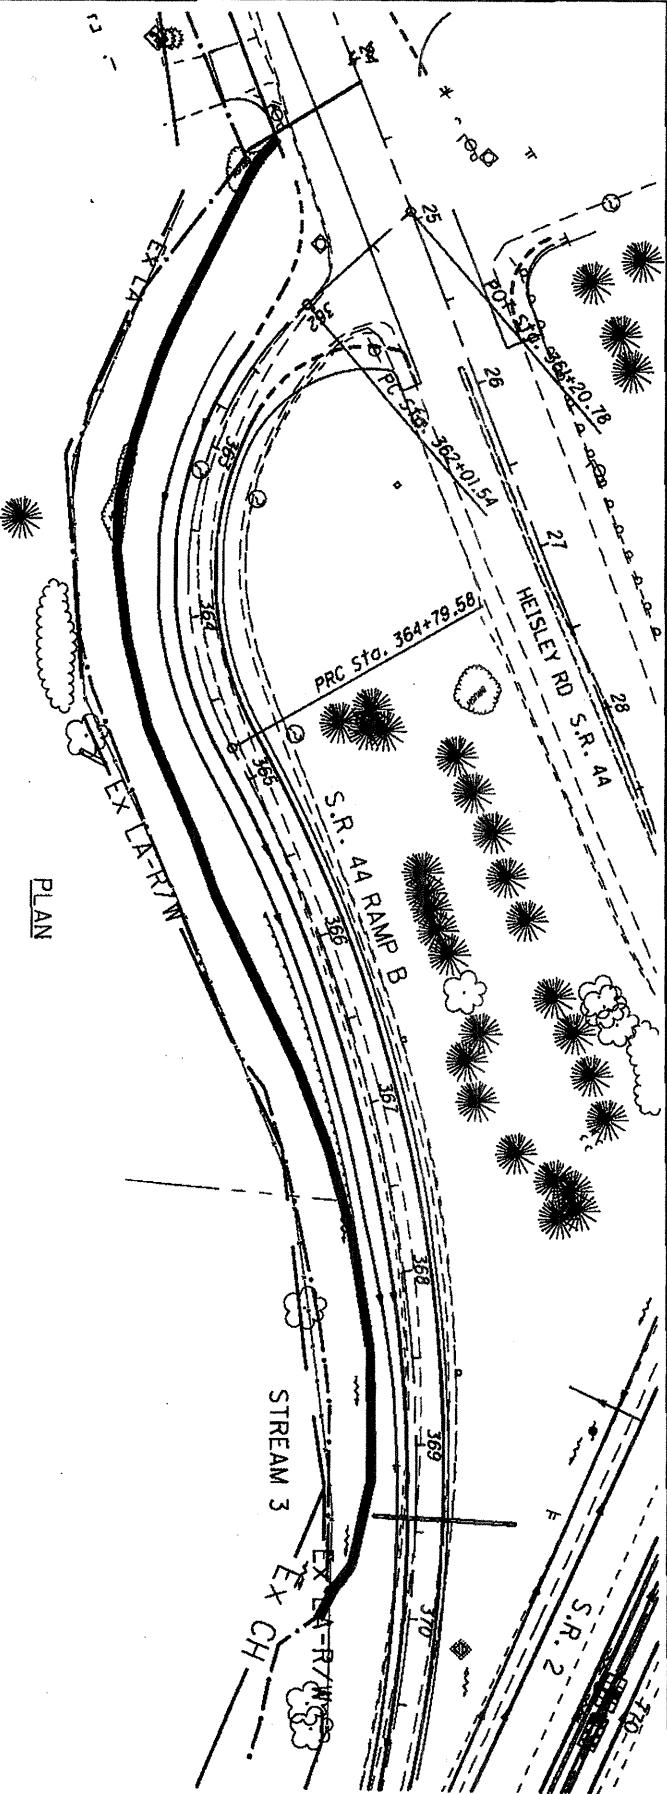 24
25
26
27
28
POT Sta. 361+20.78
362
PC Sta. 362+01.54
363
364
PRC Sta. 364+79.58
HEISLEY RD S.R. 44
365
S.R. 44 RAMP B
366
367
368
369
370
EX LA
EX LA-R/W
PLAN
STREAM 3
EX LA-R/W
EX CH
S.R. 2
770